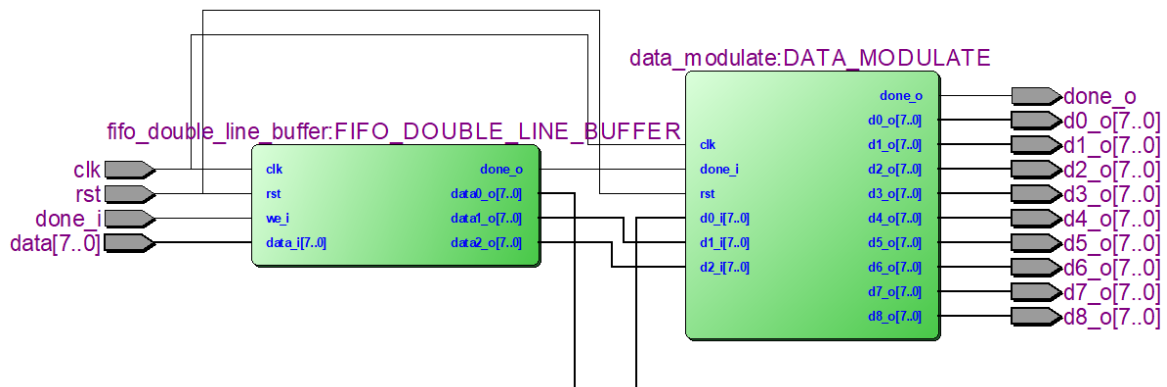 data_modulate:DATA_MODULATE
fifo_double_line_buffer:FIFO_DOUBLE_LINE_BUFFER
clk
rst
done_i
data[7..0]
clk
rst
we_i
data_i[7..0]
done_o
data0_o[7..0]
data1_o[7..0]
data2_o[7..0]
clk
done_i
rst
d0_i[7..0]
d1_i[7..0]
d2_i[7..0]
done_o
d0_o[7..0]
d1_o[7..0]
d2_o[7..0]
d3_o[7..0]
d4_o[7..0]
d5_o[7..0]
d6_o[7..0]
d7_o[7..0]
d8_o[7..0]
done_o
d0_o[7..0]
d1_o[7..0]
d2_o[7..0]
d3_o[7..0]
d4_o[7..0]
d5_o[7..0]
d6_o[7..0]
d7_o[7..0]
d8_o[7..0]